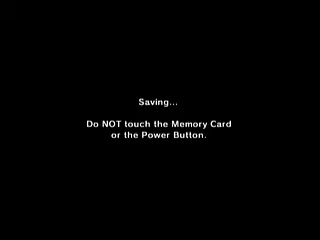 Saving...
Do NOT touch the Memory Card
or the Power Button.